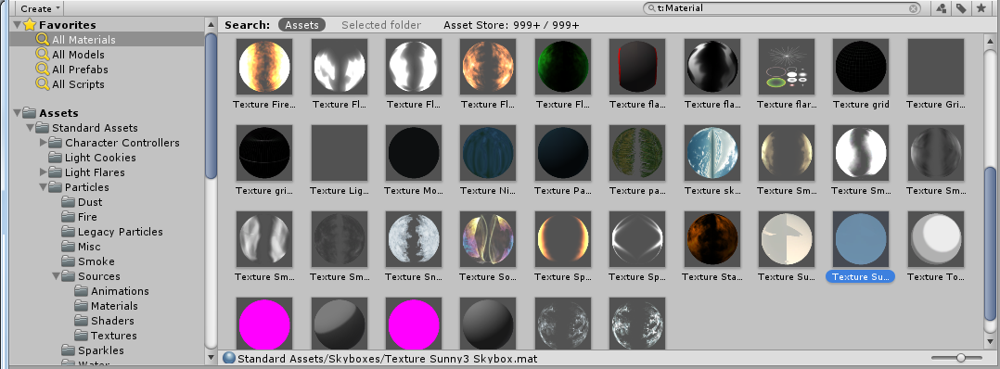 Create
t:Material
Favorites
All Materials
All Models
All Prefabs
All Scripts
Assets
Standard Assets
Character Controllers
Light Cookies
Light Flares
Particles
Dust
Fire
Legacy Particles
Misc
Smoke
Sources
Animations
Materials
Shaders
Textures
Sparkles
Water
Search: Assets Selected folder Asset Store: 999+ / 999+
Texture Fire... Texture Fl... Texture Fl... Texture Fl... Texture Fl... Texture fla... Texture fla... Texture flar... Texture grid Texture Gri...
Texture gri... Texture Lig... Texture Mo... Texture Ni... Texture Pa... Texture pa... Texture sk... Texture Sm... Texture Sm... Texture Sm...
Texture Sm... Texture Sm... Texture Sn... Texture So... Texture Sp... Texture Sp... Texture Sta... Texture Su... Texture Su... Texture To...
Standard Assets/Skyboxes/Texture Sunny3 Skybox.mat